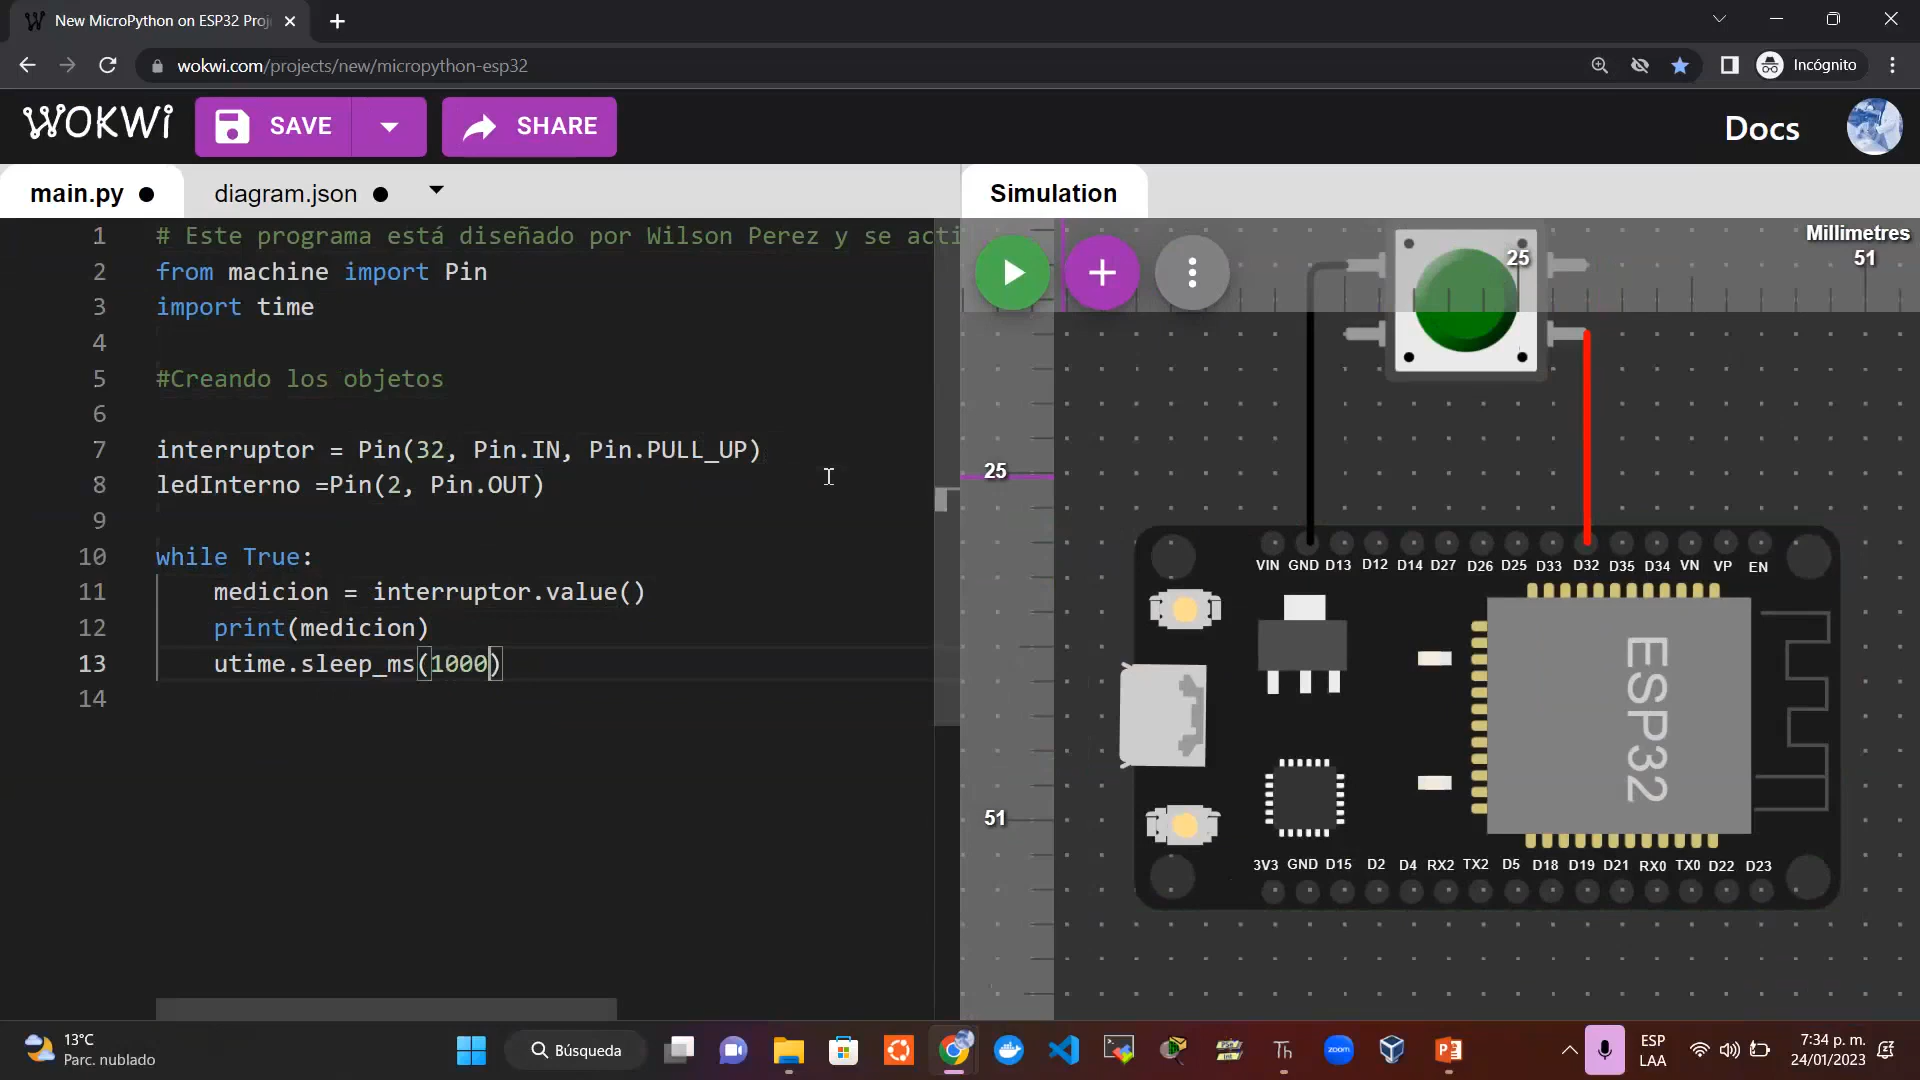 New MicroPython on ESP32 Proj
wokwi.com/projects/new/micropython-esp32
Incógnito
WOKWi
SAVE
SHARE
Docs
main.py
diagram.json
Simulation
1 # Este programa está diseñado por Wilson Perez y se acti
2 from machine import Pin
3 import time
4
5 #Creando los objetos
6
7 interruptor = Pin(32, Pin.IN, Pin.PULL_UP)
8 ledInterno =Pin(2, Pin.OUT)
9
10 while True:
11 medicion = interruptor.value()
12 print(medicion)
13 utime.sleep_ms(1000)
14
Millimetres
25
51
25
51
VIN GND D13 D12 D14 D27 D26 D25 D33 D32 D35 D34 VN VP EN
ESP32
3V3 GND D15 D2 D4 RX2 TX2 D5 D18 D19 D21 RX0 TX0 D22 D23
13°C
Parc. nublado
Búsqueda
Th
zoom
ESP
LAA
7:34 p. m.
24/01/2023